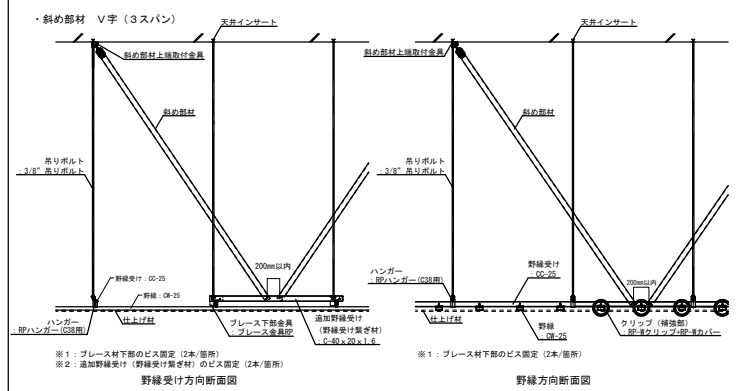 ・斜め部材 V字（3スパン）
天井インサート
斜め部材上端取付金具
斜め部材
吊りボルト
：3/8"吊りボルト
200mm以内
野縁受け：CC-25
野縁：CW-25
ハンガー
：RPハンガー(C38用)
仕上げ材
ブレース下部金具
：ブレース金具RP
追加野縁受け
（野縁受け繋ぎ材）
：C-40×20×1.6
※1：ブレース材下部のビス固定（2本/箇所）
※2：追加野縁受け（野縁受け繋ぎ材）のビス固定（2本/箇所）
野縁受け方向断面図
天井インサート
斜め部材上端取付金具
斜め部材
吊りボルト
：3/8"吊りボルト
200mm以内
ハンガー
：RPハンガー(C38用)
野縁受け
：CC-25
仕上げ材
野縁
：CW-25
クリップ（補強部）
：RP-Wクリップ+RP-Wカバー
※1：ブレース材下部のビス固定（2本/箇所）
野縁方向断面図